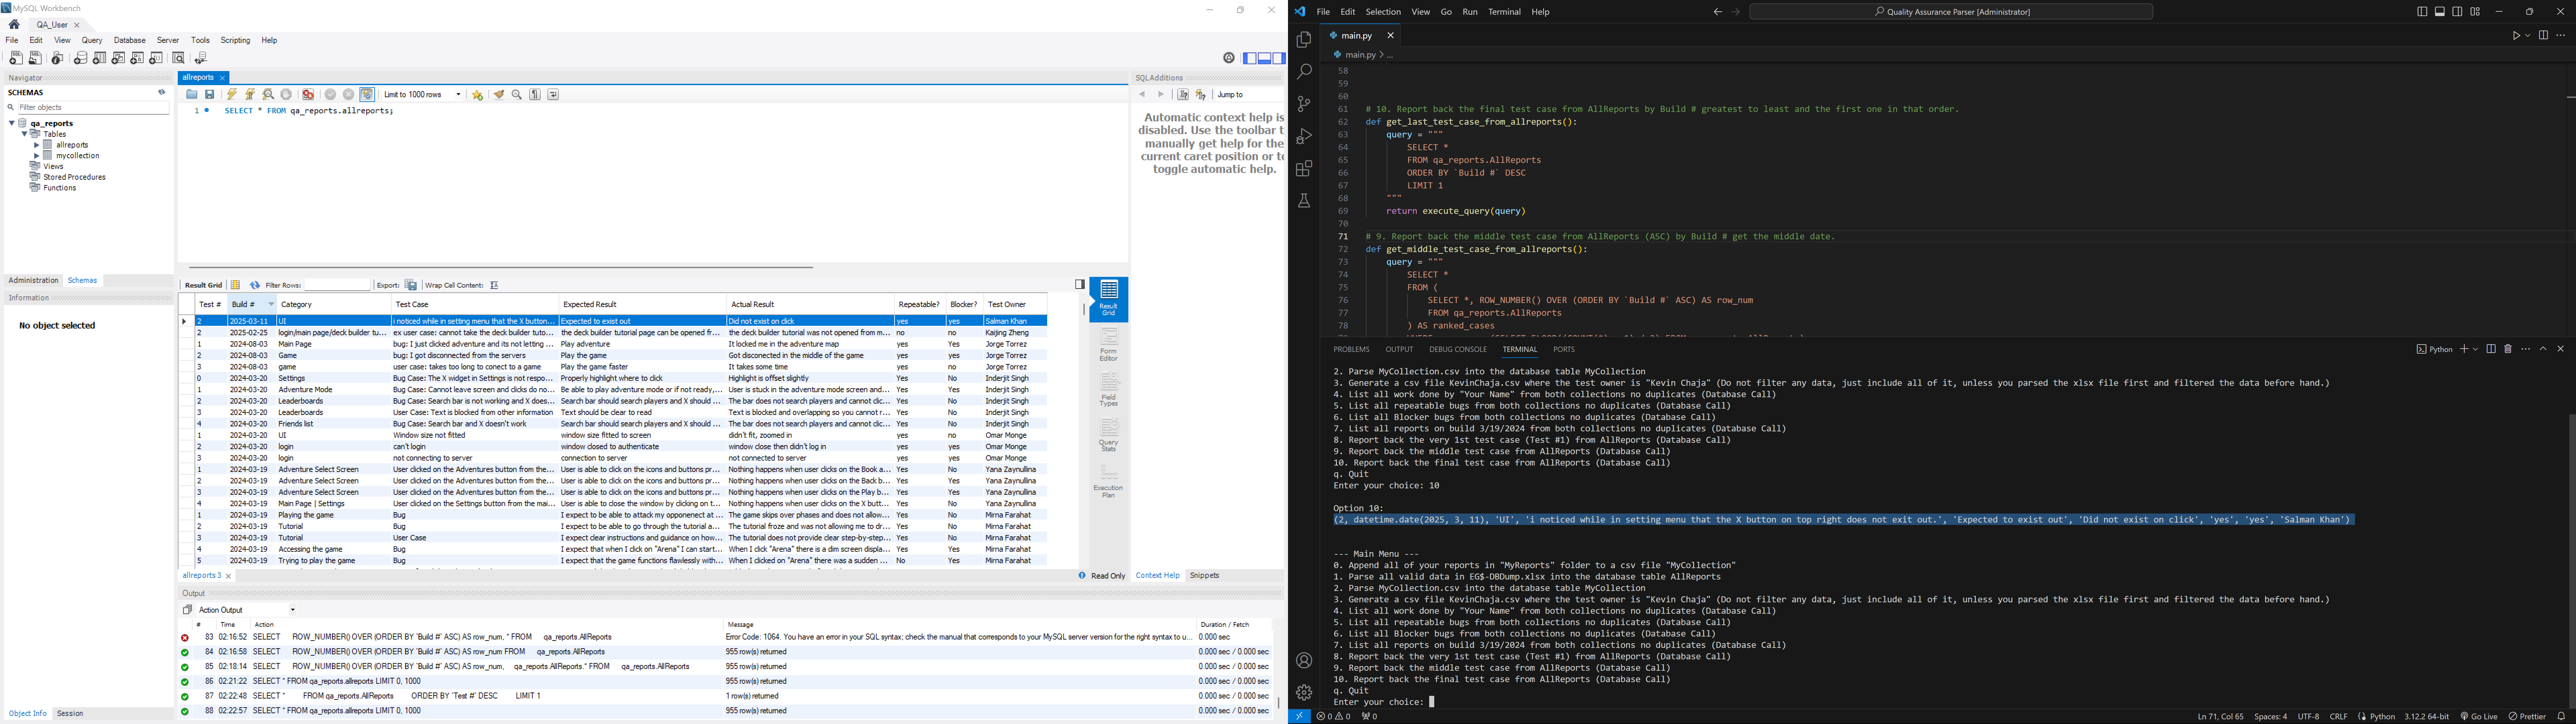 MySQL Workbench
QA_User
File Edit View Query Database Server Tools Scripting Help
Navigator
SCHEMAS
Filter objects
qa_reports
Tables
allreports
mycollection
Views
Stored Procedures
Functions
Administration Schemas
Information
No object selected
Object Info Session
allreports
Limit to 1000 rows
1 SELECT * FROM qa_reports.allreports;
SQLAdditions
Jump to
Automatic context help is
disabled. Use the toolbar t
manually get help for the
current caret position or t
toggle automatic help.
Result Grid Filter Rows: Export: Wrap Cell Content:
Test # Build # Category Test Case Expected Result Actual Result Repeatable? Blocker? Test Owner
2 2025-03-11 UI i noticed while in setting menu that the X button... Expected to exist out Did not exist on click yes yes Salman Khan
2 2025-02-25 login/main page/deck builder tu... ex user case: cannot take the deck builder tuto... the deck builder tutorial page can be opened fr... the deck builder tutorial was not opened from m... no no Kaijing Zheng
1 2024-08-03 Main Page bug: I just clicked adventure and its not letting ... Play adventure It locked me in the adventure map yes Yes Jorge Torrez
2 2024-08-03 Game bug: I got disconnected from the servers Play the game Got disconected in the middle of the game yes Yes Jorge Torrez
3 2024-08-03 game user case: takes too long to conect to a game Play the game faster It takes some time yes no Jorge Torrez
0 2024-03-20 Settings Bug Case: The X widget in Settings is not respo... Properly highlight where to click Highlight is offset slightly Yes No Inderjit Singh
1 2024-03-20 Adventure Mode Bug Case: Cannot leave screen and clicks do no... Be able to play adventure mode or if not ready,... User is stuck in the adventure mode screen and... Yes Yes Inderjit Singh
2 2024-03-20 Leaderboards Bug Case: Search bar is not working and X does... Search bar should search players and X should ... The bar does not search players and cannot clic... Yes No Inderjit Singh
3 2024-03-20 Leaderboards User Case: Text is blocked from other information Text should be clear to read Text is blocked and overlapping so you cannot r... Yes No Inderjit Singh
4 2024-03-20 Friends list Bug Case: Search bar and X doesn't work Search bar should search players and X should ... The bar does not search players and cannot clic... Yes No Inderjit Singh
1 2024-03-20 UI Window size not fitted window size fitted to screen didn't fit, zoomed in yes no Omar Monge
2 2024-03-20 login can't login window closed to authenticate window close then didn't log in yes yes Omar Monge
3 2024-03-20 login not connecting to server connection to server not connected to server yes yes Omar Monge
1 2024-03-19 Adventure Select Screen User clicked on the Adventures button from the... User is able to click on the icons and buttons pr... Nothing happens when user clicks on the Book a... Yes No Yana Zaynullina
2 2024-03-19 Adventure Select Screen User clicked on the Adventures button from the... User is able to click on the icons and buttons pr... Nothing happens when user clicks on the Back b... Yes Yes Yana Zaynullina
3 2024-03-19 Adventure Select Screen User clicked on the Adventures button from the... User is able to click on the icons and buttons pr... Nothing happens when user clicks on the Play b... Yes Yes Yana Zaynullina
4 2024-03-19 Main Page | Settings User clicked on the Settings button from the mai... User is able to close the window by clicking on t... Nothing happens when user clicks on the X butt... Yes No Yana Zaynullina
1 2024-03-19 Playing the game Bug I expect to be able to attack my opponenect at ... The game skips over phases and does not allow... Yes Yes Mirna Farahat
2 2024-03-19 Tutorial Bug I expect to be able to go through the tutorial a... The tutorial froze and was not allowing me to dr... Yes Yes Mirna Farahat
3 2024-03-19 Tutorial User Case I expect clear instructions and guidance on how... The tutorial does not provide clear step-by-step... Yes No Mirna Farahat
4 2024-03-19 Accessing the game Bug I expect that when I click on "Arena" I can start... When I click "Arena" there is a dim screen displa... Yes Yes Mirna Farahat
5 2024-03-19 Trying to play the game Bug I expect that the game functions flawlessly with... When I clicked on "Arena" there was a sudden ... No Yes Mirna Farahat
Result Grid
Form Editor
Field Types
Query Stats
Execution Plan
allreports 3
Read Only
Context Help Snippets
Output
Action Output
# Time Action Message Duration / Fetch
83 02:16:52 SELECT ROW_NUMBER() OVER (ORDER BY `Build #` ASC) AS row_num, * FROM qa_reports.AllReports Error Code: 1064. You have an error in your SQL syntax; check the manual that corresponds to your MySQL server version for the right syntax to u... 0.000 sec
84 02:16:58 SELECT ROW_NUMBER() OVER (ORDER BY `Build #` ASC) AS row_num FROM qa_reports.AllReports 955 row(s) returned 0.000 sec / 0.000 sec
85 02:18:14 SELECT ROW_NUMBER() OVER (ORDER BY `Build #` ASC) AS row_num, qa_reports.AllReports.* FROM qa_reports.AllReports 955 row(s) returned 0.000 sec / 0.000 sec
86 02:21:22 SELECT * FROM qa_reports.allreports LIMIT 0, 1000 955 row(s) returned 0.000 sec / 0.000 sec
87 02:22:48 SELECT * FROM qa_reports.AllReports ORDER BY `Test #` DESC LIMIT 1 1 row(s) returned 0.000 sec / 0.000 sec
88 02:22:57 SELECT * FROM qa_reports.allreports LIMIT 0, 1000 955 row(s) returned 0.000 sec / 0.000 sec
File Edit Selection View Go Run Terminal Help
Quality Assurance Parser [Administrator]
main.py
main.py > ...
58
59
60
61 # 10. Report back the final test case from AllReports by Build # greatest to least and the first one in that order.
62 def get_last_test_case_from_allreports():
63 query = """
64 SELECT *
65 FROM qa_reports.AllReports
66 ORDER BY `Build #` DESC
67 LIMIT 1
68 """
69 return execute_query(query)
70
71 # 9. Report back the middle test case from AllReports (ASC) by Build # get the middle date.
72 def get_middle_test_case_from_allreports():
73 query = """
74 SELECT *
75 FROM (
76 SELECT *, ROW_NUMBER() OVER (ORDER BY `Build #` ASC) AS row_num
77 FROM qa_reports.AllReports
78 ) AS ranked_cases
PROBLEMS OUTPUT DEBUG CONSOLE TERMINAL PORTS
Python
2. Parse MyCollection.csv into the database table MyCollection
3. Generate a csv file KevinChaja.csv where the test owner is "Kevin Chaja" (Do not filter any data, just include all of it, unless you parsed the xlsx file first and filtered the data before hand.)
4. List all work done by "Your Name" from both collections no duplicates (Database Call)
5. List all repeatable bugs from both collections no duplicates (Database Call)
6. List all Blocker bugs from both collections no duplicates (Database Call)
7. List all reports on build 3/19/2024 from both collections no duplicates (Database Call)
8. Report back the very 1st test case (Test #1) from AllReports (Database Call)
9. Report back the middle test case from AllReports (Database Call)
10. Report back the final test case from AllReports (Database Call)
q. Quit
Enter your choice: 10
Option 10:
(2, datetime.date(2025, 3, 11), 'UI', 'i noticed while in setting menu that the X button on top right does not exit out.', 'Expected to exist out', 'Did not exist on click', 'yes', 'yes', 'Salman Khan')
--- Main Menu ---
0. Append all of your reports in "MyReports" folder to a csv file "MyCollection"
1. Parse all valid data in EG$-DBDump.xlsx into the database table AllReports
2. Parse MyCollection.csv into the database table MyCollection
3. Generate a csv file KevinChaja.csv where the test owner is "Kevin Chaja" (Do not filter any data, just include all of it, unless you parsed the xlsx file first and filtered the data before hand.)
4. List all work done by "Your Name" from both collections no duplicates (Database Call)
5. List all repeatable bugs from both collections no duplicates (Database Call)
6. List all Blocker bugs from both collections no duplicates (Database Call)
7. List all reports on build 3/19/2024 from both collections no duplicates (Database Call)
8. Report back the very 1st test case (Test #1) from AllReports (Database Call)
9. Report back the middle test case from AllReports (Database Call)
10. Report back the final test case from AllReports (Database Call)
q. Quit
Enter your choice:
0 0 0 Ln 71, Col 65 Spaces: 4 UTF-8 CRLF Python 3.12.2 64-bit Go Live Prettier